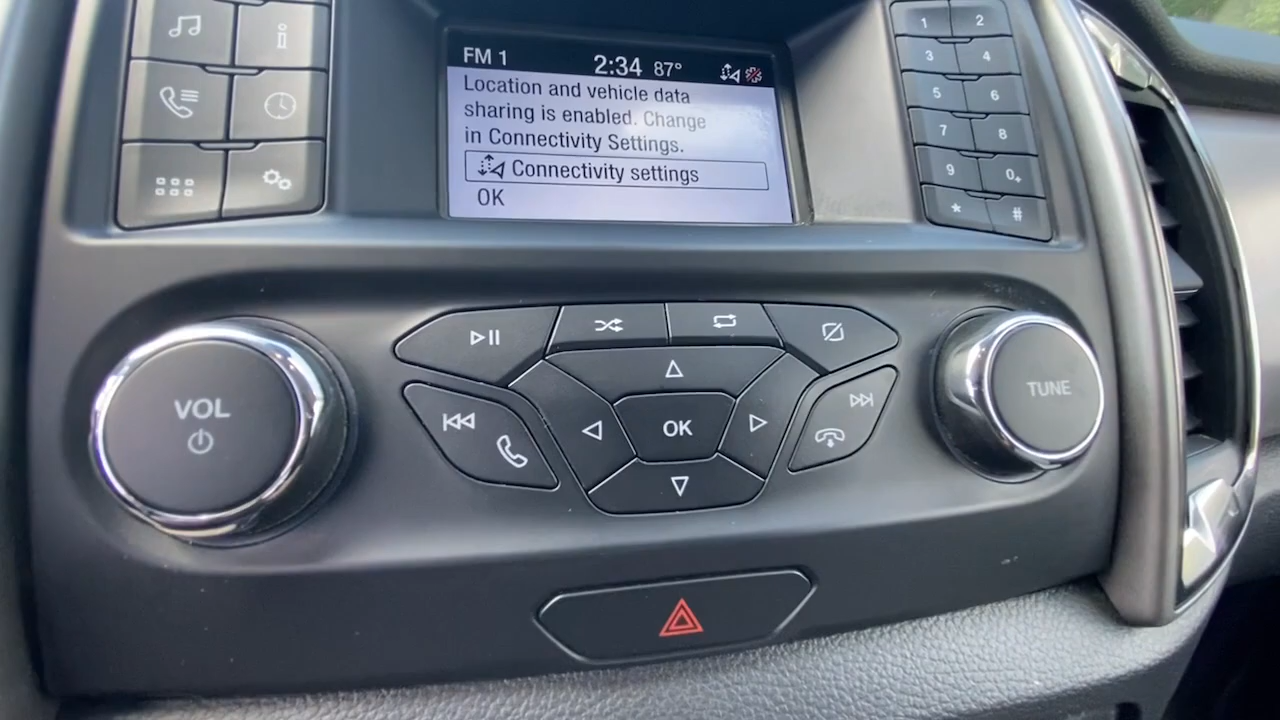 FM 1 2:34 87°
Location and vehicle data
sharing is enabled. Change
in Connectivity Settings.
Connectivity settings
OK
1 2
3 4
5 6
7 8
9 0+
* #
VOL
OK
TUNE